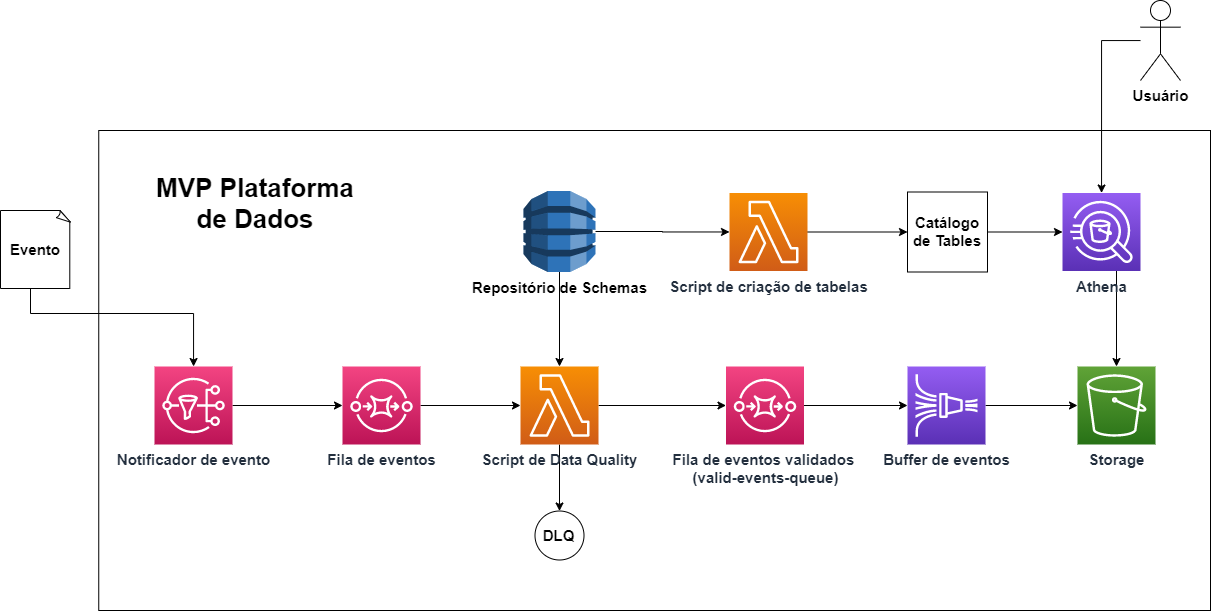 Usuário
MVP Plataforma
de Dados
Evento
Catálogo
de Tables
Repositório de Schemas
Script de criação de tabelas
Athena
Notificador de evento
Fila de eventos
Script de Data Quality
Fila de eventos validados
(valid-events-queue)
Buffer de eventos
Storage
DLQ